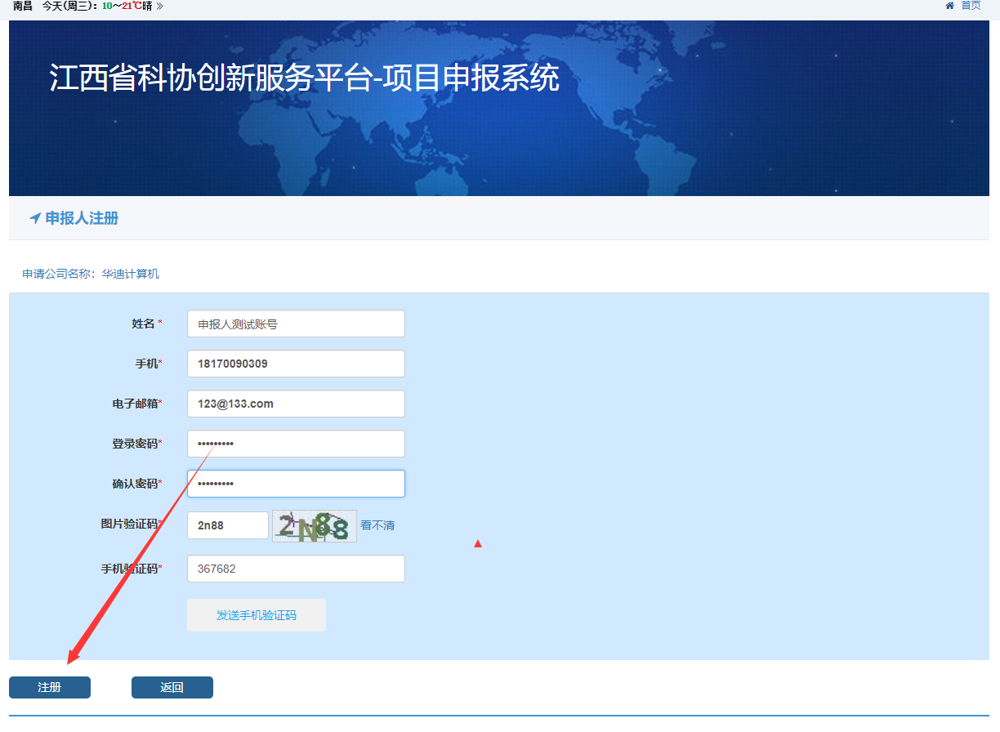 南昌 今天(周三)：10～21℃晴 首页
江西省科协创新服务平台-项目申报系统
申报人注册
申请公司名称：华迪计算机
姓名 * 申报人测试账号
手机* 18170090309
电子邮箱* 123@133.com
登录密码* •••••••••
确认密码* •••••••••
图片验证码* 2n88 2N88 看不清
手机验证码* 367682
发送手机验证码
注册 返回